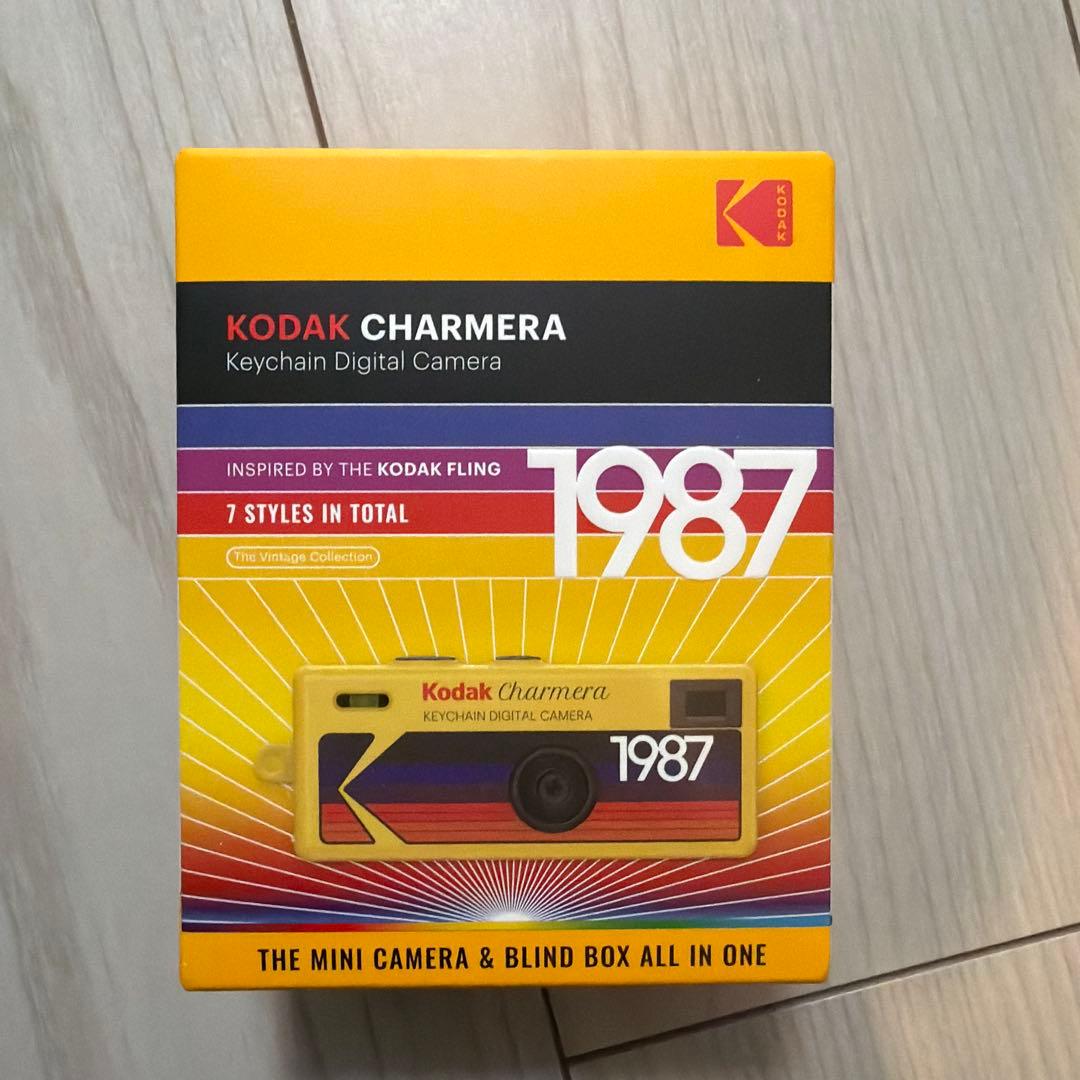 KODAK
KODAK CHARMERA
Keychain Digital Camera
INSPIRED BY THE KODAK FLING
1987
7 STYLES IN TOTAL
The Vintage Collection
Kodak Charmera
KEYCHAIN DIGITAL CAMERA
1987
THE MINI CAMERA & BLIND BOX ALL IN ONE